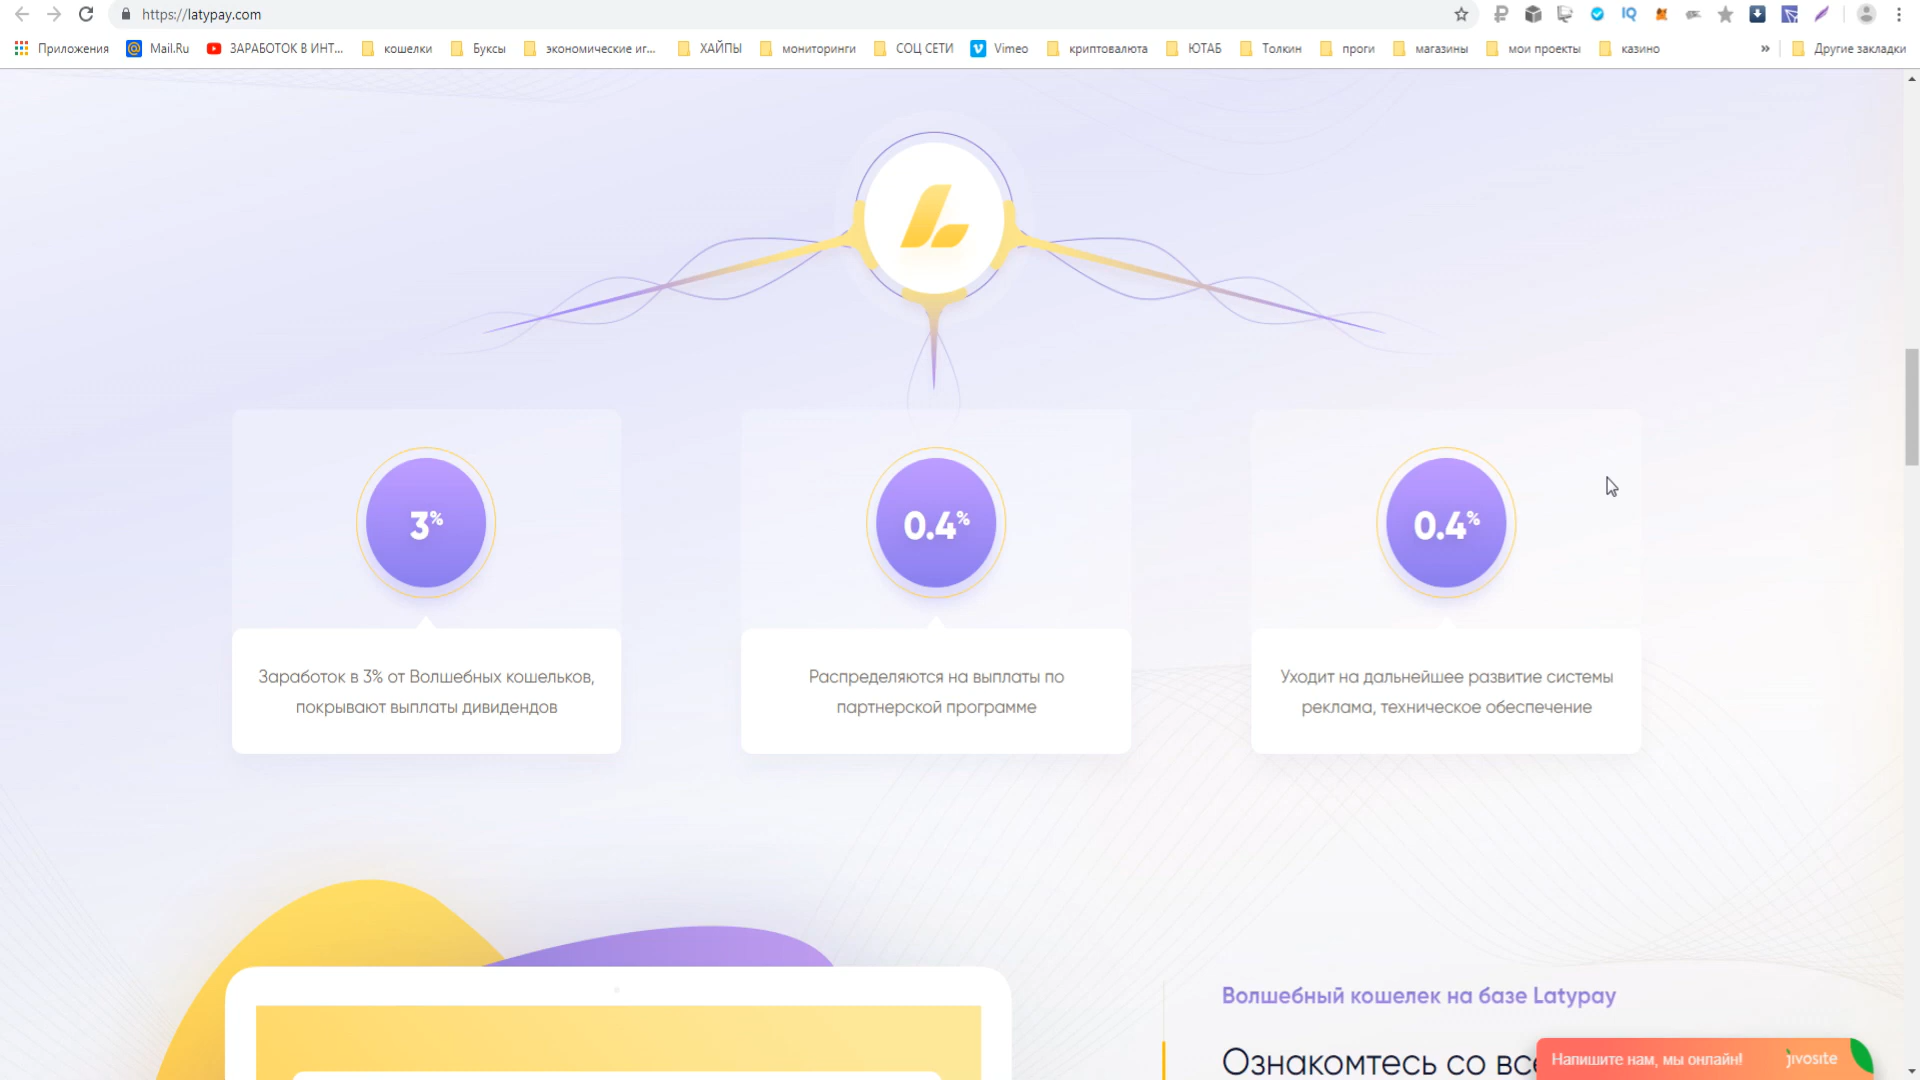 https://latypay.com
Приложения Mail.Ru ЗАРАБОТОК В ИНТ... кошелки Буксы экономические иг... ХАЙПЫ мониторинги СОЦ СЕТИ Vimeo криптовалюта ЮТАБ Толкин проги магазины мои проекты казино » Другие закладки
3% 0.4% 0.4%
Заработок в 3% от Волшебных кошельков,
покрывают выплаты дивидендов
Распределяются на выплаты по
партнерской программе
Уходит на дальнейшее развитие системы
реклама, техническое обеспечение
Волшебный кошелек на базе Latypay
Ознакомтесь со все
Напишите нам, мы онлайн! jivosite